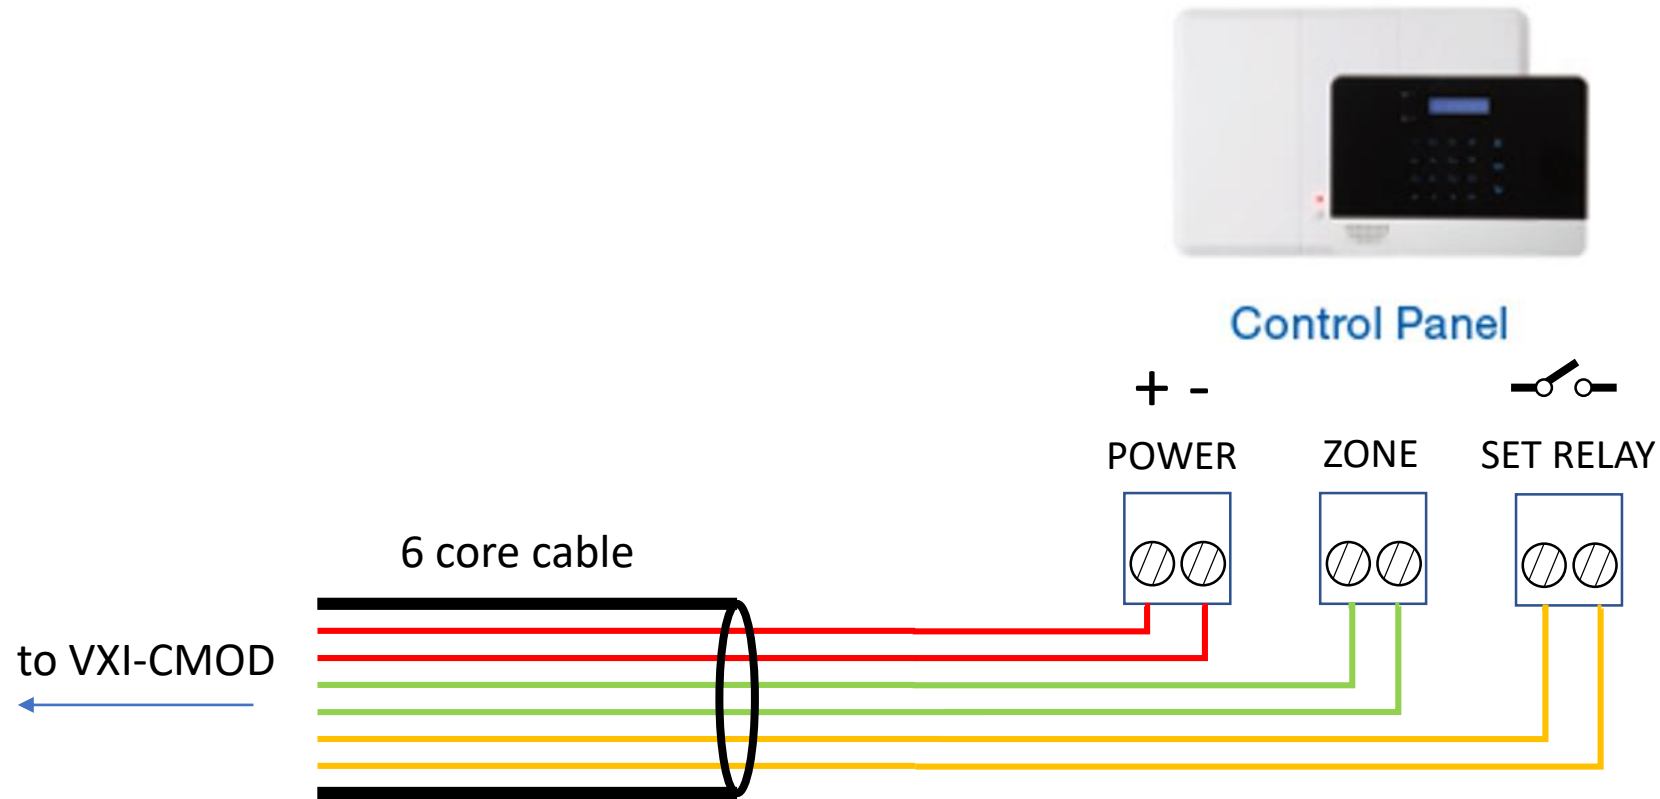 Control Panel
+ -
POWER
ZONE
SET RELAY
6 core cable
to VXI-CMOD